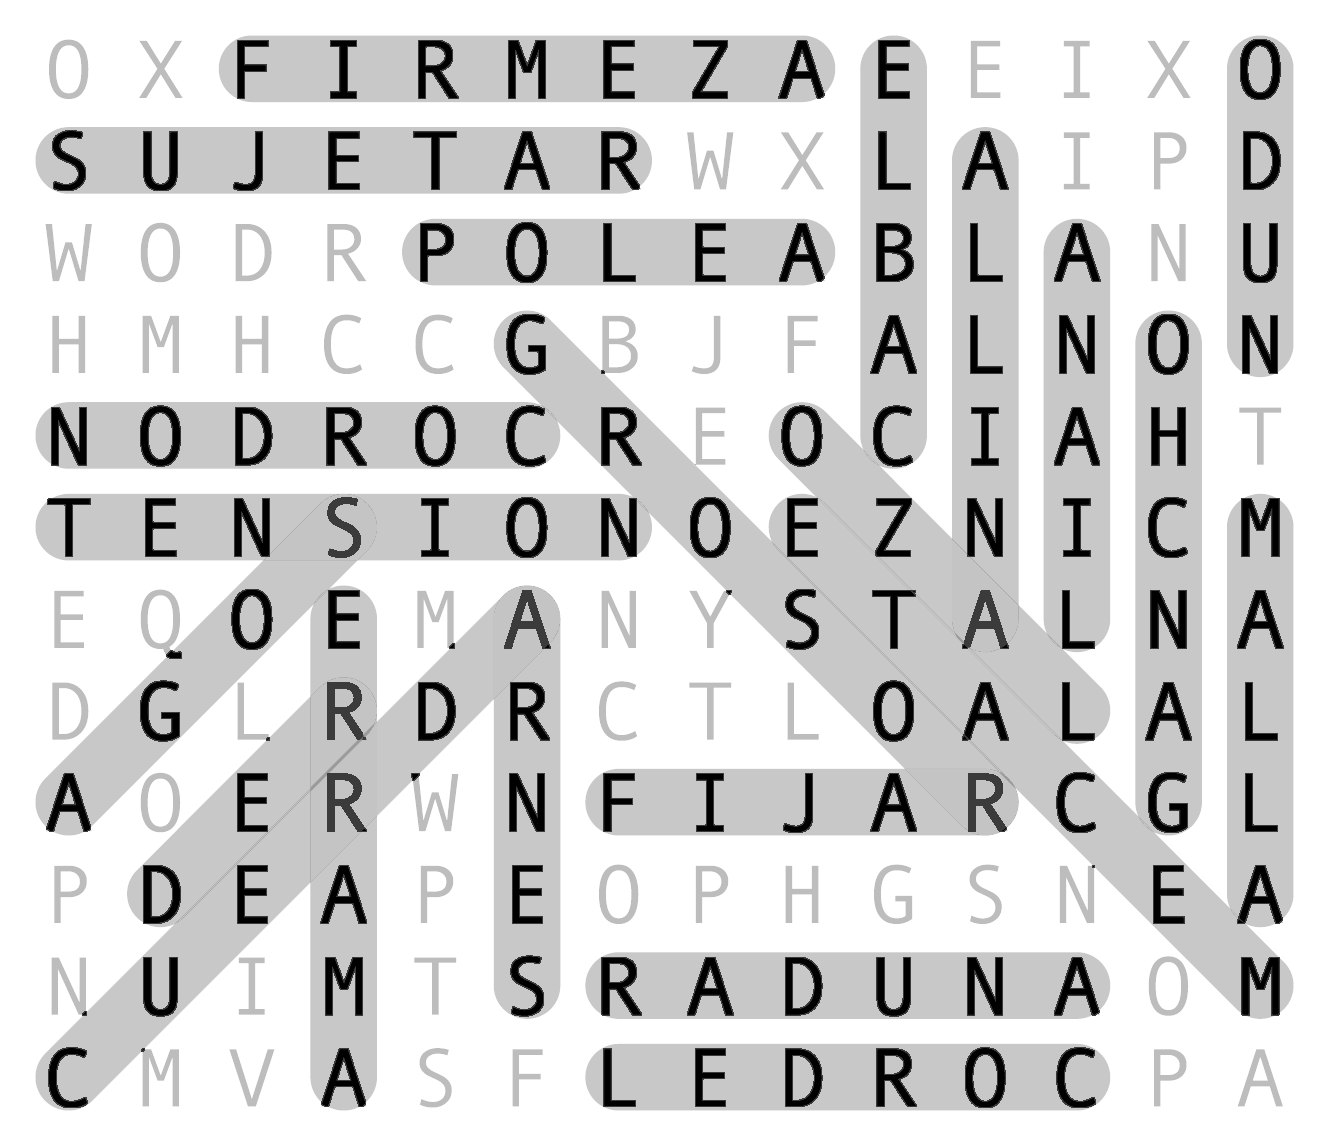 O X F I R M E Z A E E I X O
S U J E T A R W X L A I P D
W O D R P O L E A B L A N U
H M H C C G B J F A L N O N
N O D R O C R E O C I A H T
T E N S I O N O E Z N I C M
E Q O E M A N Y S T A L N A
D G L R D R C T L O A L A L
A O E R W N F I J A R C G L
P D E A P E O P H G S N E A
N U I M T S R A D U N A O M
C M V A S F L E D R O C P A